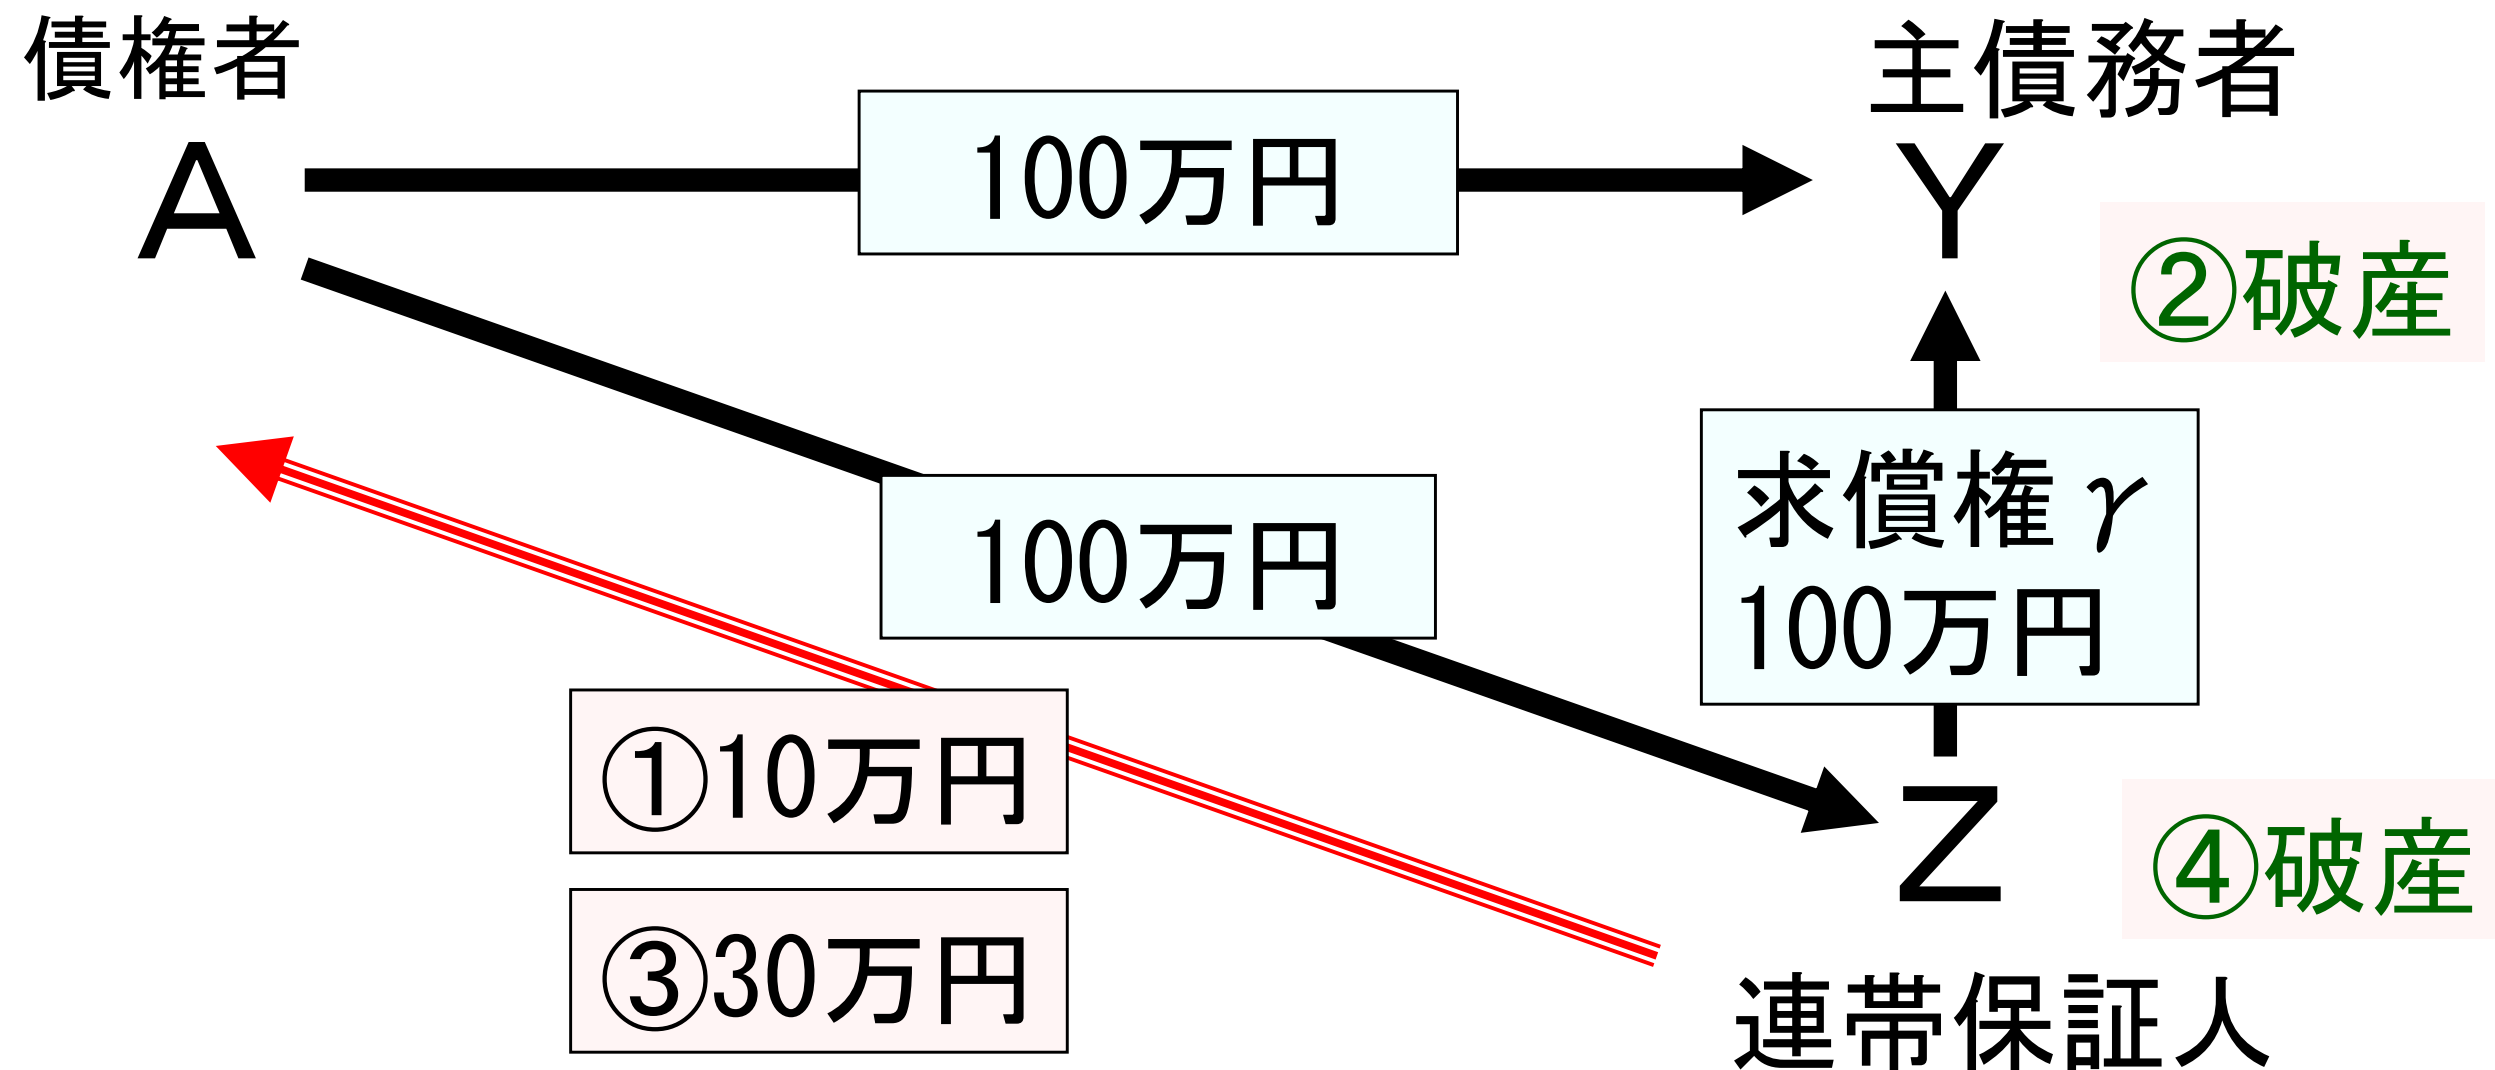 債権者
主債務者
A
100万円
Y
②破産
求償権γ
100万円
100万円
①10万円
③30万円
Z
④破産
連帯保証人